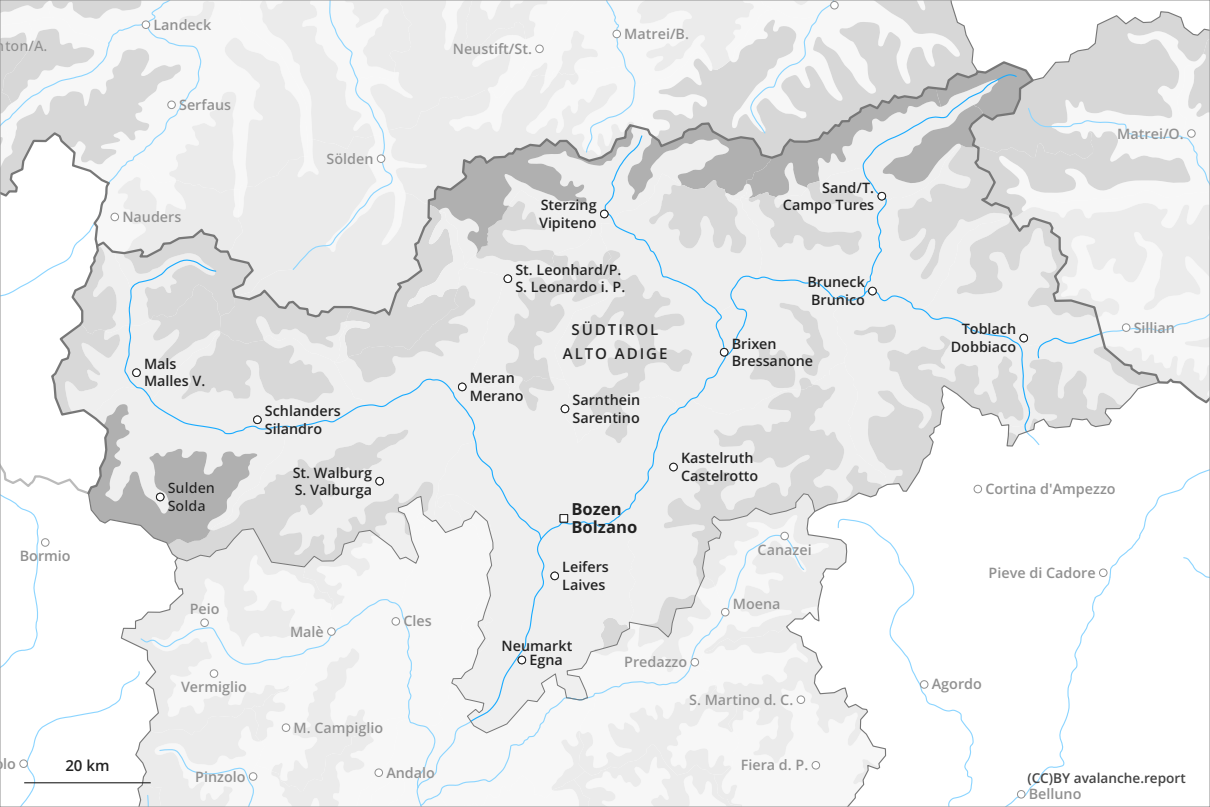 Landeck
nton/A.
Neustift/St.
Matrei/B.
Serfaus
Matrei/O.
Sölden
Nauders
Sand/T.
Campo Tures
Sterzing
Vipiteno
St. Leonhard/P.
S. Leonardo i. P.
Bruneck
Brunico
SÜDTIROL
ALTO ADIGE
Toblach
Dobbiaco
Sillian
Brixen
Bressanone
Mals
Malles V.
Meran
Merano
Sarnthein
Sarentino
Schlanders
Silandro
Kastelruth
Castelrotto
St. Walburg
S. Valburga
Sulden
Solda
Cortina d'Ampezzo
Bozen
Bolzano
Bormio
Canazei
Leifers
Laives
Pieve di Cadore
Peio
Moena
Malè
Cles
Neumarkt
Egna
Predazzo
Vermiglio
Agordo
S. Martino d. C.
M. Campiglio
olo
20 km
Pinzolo
Andalo
Fiera d. P.
(CC)BY avalanche.report
Belluno